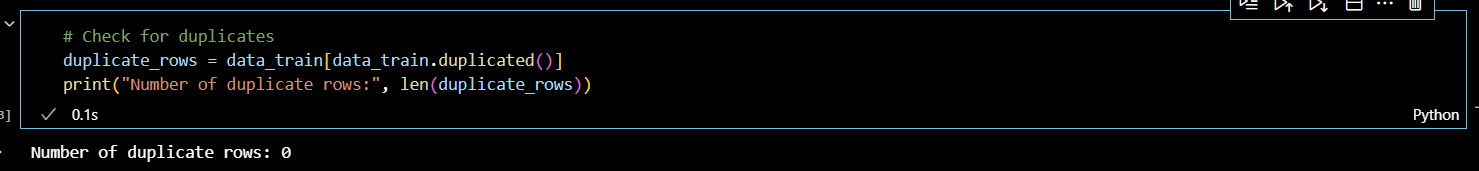 # Check for duplicates
duplicate_rows = data_train[data_train.duplicated()]
print("Number of duplicate rows:", len(duplicate_rows))
3]
0.1s
Python
Number of duplicate rows: 0